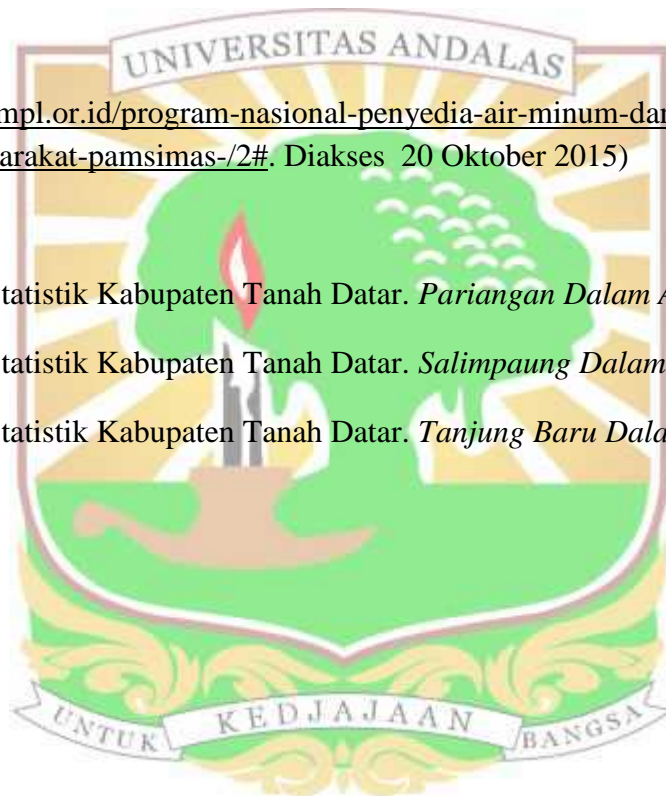 UNIVERSITAS ANDALAS
mpl.or.id/program-nasional-penyedia-air-minum-dan
arakat-pamsimas-/2#. Diakses 20 Oktober 2015)
tatistik Kabupaten Tanah Datar. Pariangan Dalam A
tatistik Kabupaten Tanah Datar. Salimpaung Dalam
tatistik Kabupaten Tanah Datar. Tanjung Baru Dala
UNTUK KEDJAJAAN BANGSA